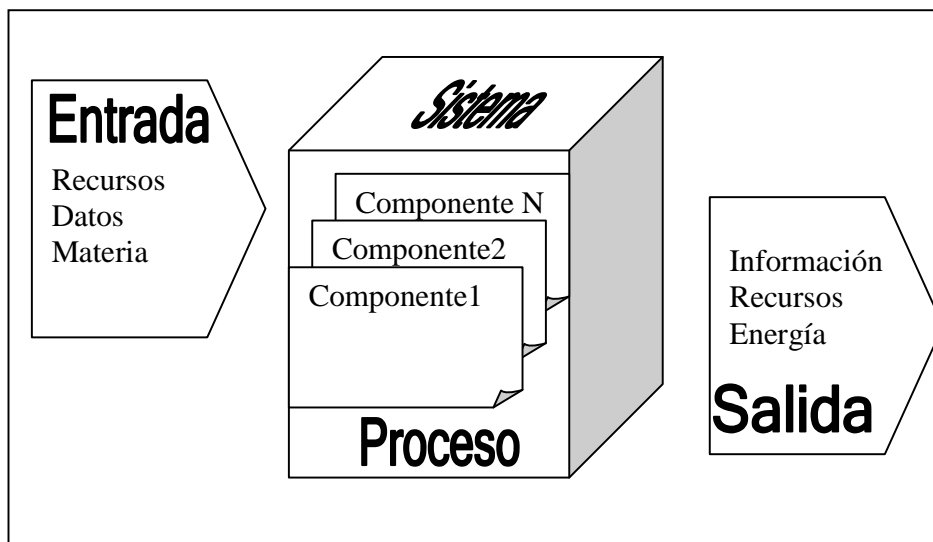 Entrada
Recursos
Datos
Materia
Sistema
Componente N
Componente2
Componente1
Proceso
Información
Recursos
Energía
Salida